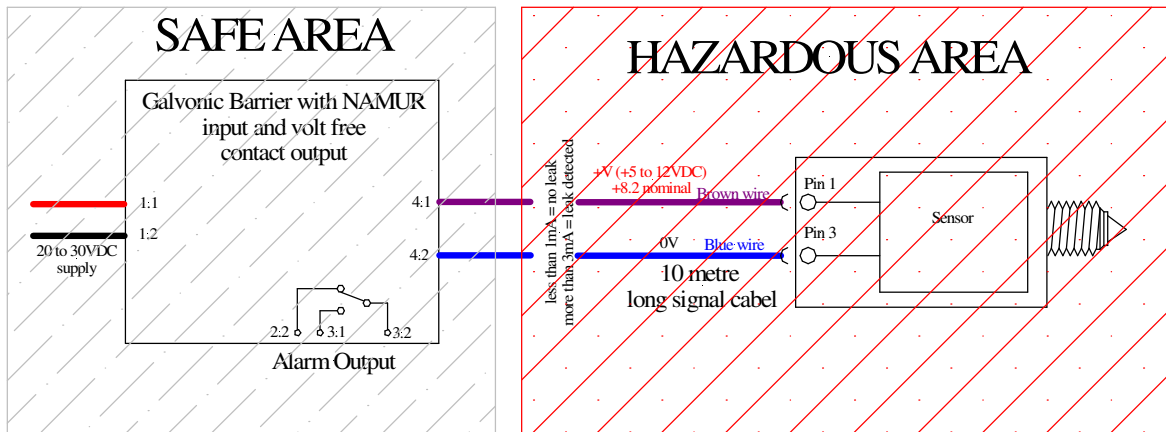 SAFE AREA
Galvonic Barrier with NAMUR
input and volt free
contact output
1:1
1:2
20 to 30VDC
supply
4:1
4:2
2:2
3:1
3:2
Alarm Output
HAZARDOUS AREA
less than 1mA = no leak
more than 3mA = leak detected
+V (+5 to 12VDC)
+8.2 nominal
Brown wire
0V
Blue wire
10 metre
long signal cabel
Pin 1
Pin 3
Sensor